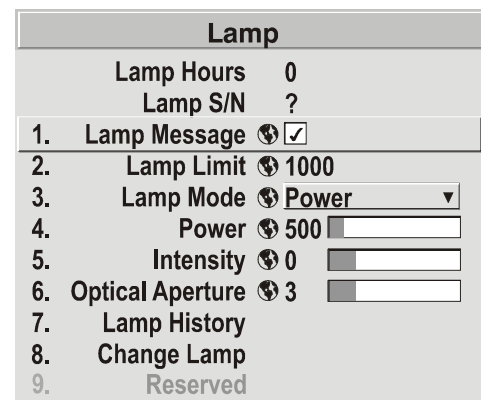 Lamp
Lamp Hours 0
Lamp S/N ?
1. Lamp Message
2. Lamp Limit 1000
3. Lamp Mode Power
4. Power 500
5. Intensity 0
6. Optical Aperture 3
7. Lamp History
8. Change Lamp
9. Reserved